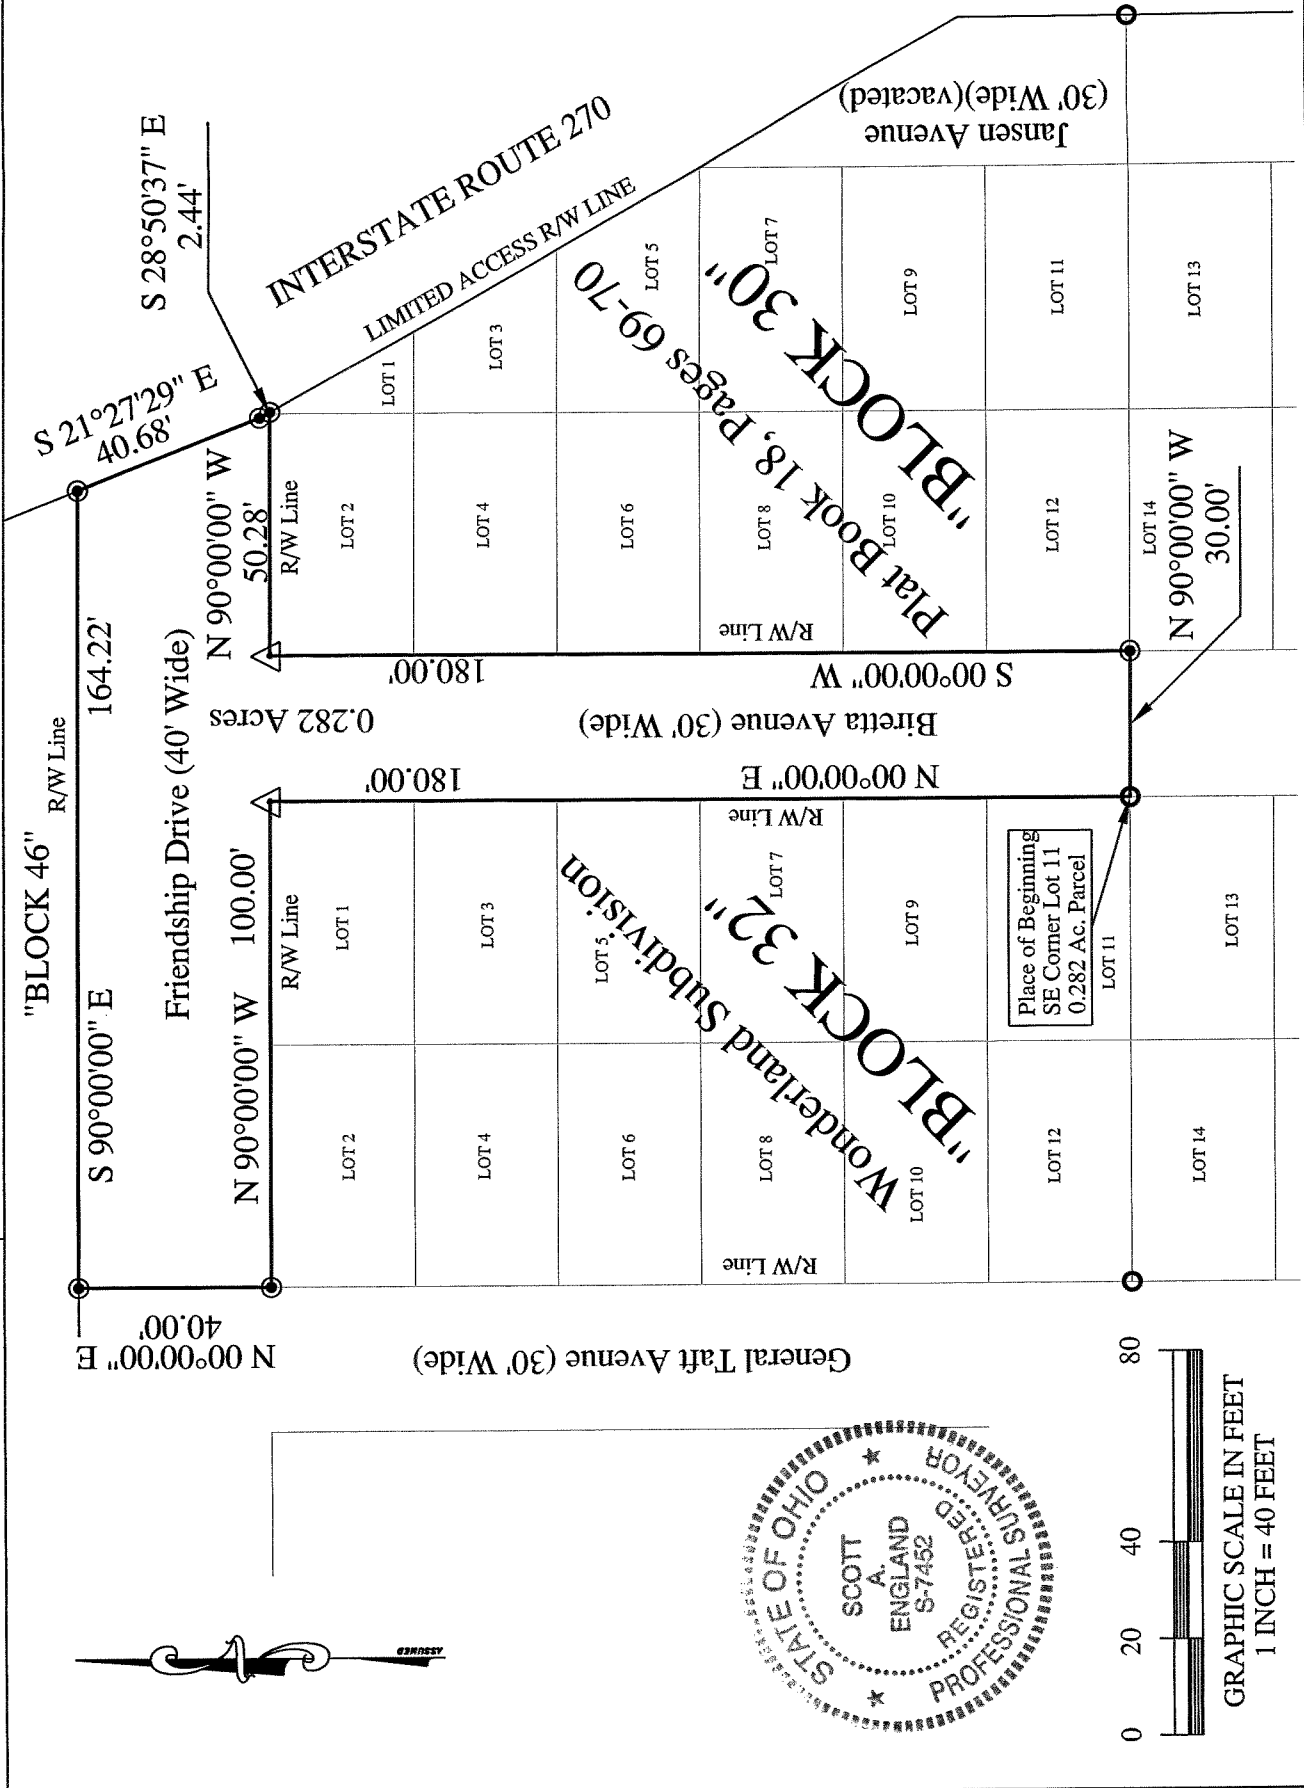 "BLOCK 46"
R/W Line
S 90°00'00" E 164.22'
S 21°27'29" E
40.68'
S 28°50'37" E
2.44'
INTERSTATE ROUTE 270
LIMITED ACCESS R/W LINE
Friendship Drive (40' Wide)
N 00°00'00" E
40.00'
N 90°00'00" W 100.00'
R/W Line
N 90°00'00" W
50.28'
R/W Line
0.282 Acres
General Taft Avenue (30' Wide)
R/W Line
LOT 2
LOT 1
LOT 4
LOT 3
LOT 6
LOT 5
LOT 8
LOT 7
LOT 10
LOT 9
LOT 12
LOT 11
LOT 14
LOT 13
Wonderland Subdivision
"BLOCK 32"
R/W Line
N 00°00'00" E
180.00'
Biretta Avenue (30' Wide)
S 00°00'00" W
180.00'
R/W Line
LOT 2
LOT 1
LOT 4
LOT 3
LOT 6
LOT 5
LOT 8
LOT 7
LOT 10
LOT 9
LOT 12
LOT 11
LOT 14
LOT 13
Plat Book 18, Pages 69-70
"BLOCK 30"
Jansen Avenue
(30' Wide)(vacated)
Place of Beginning
SE Corner Lot 11
0.282 Ac. Parcel
N 90°00'00" W
30.00'
N
ASSUMED
STATE OF OHIO
SCOTT
A.
ENGLAND
S-7452
REGISTERED
PROFESSIONAL SURVEYOR
0 20 40 80
GRAPHIC SCALE IN FEET
1 INCH = 40 FEET